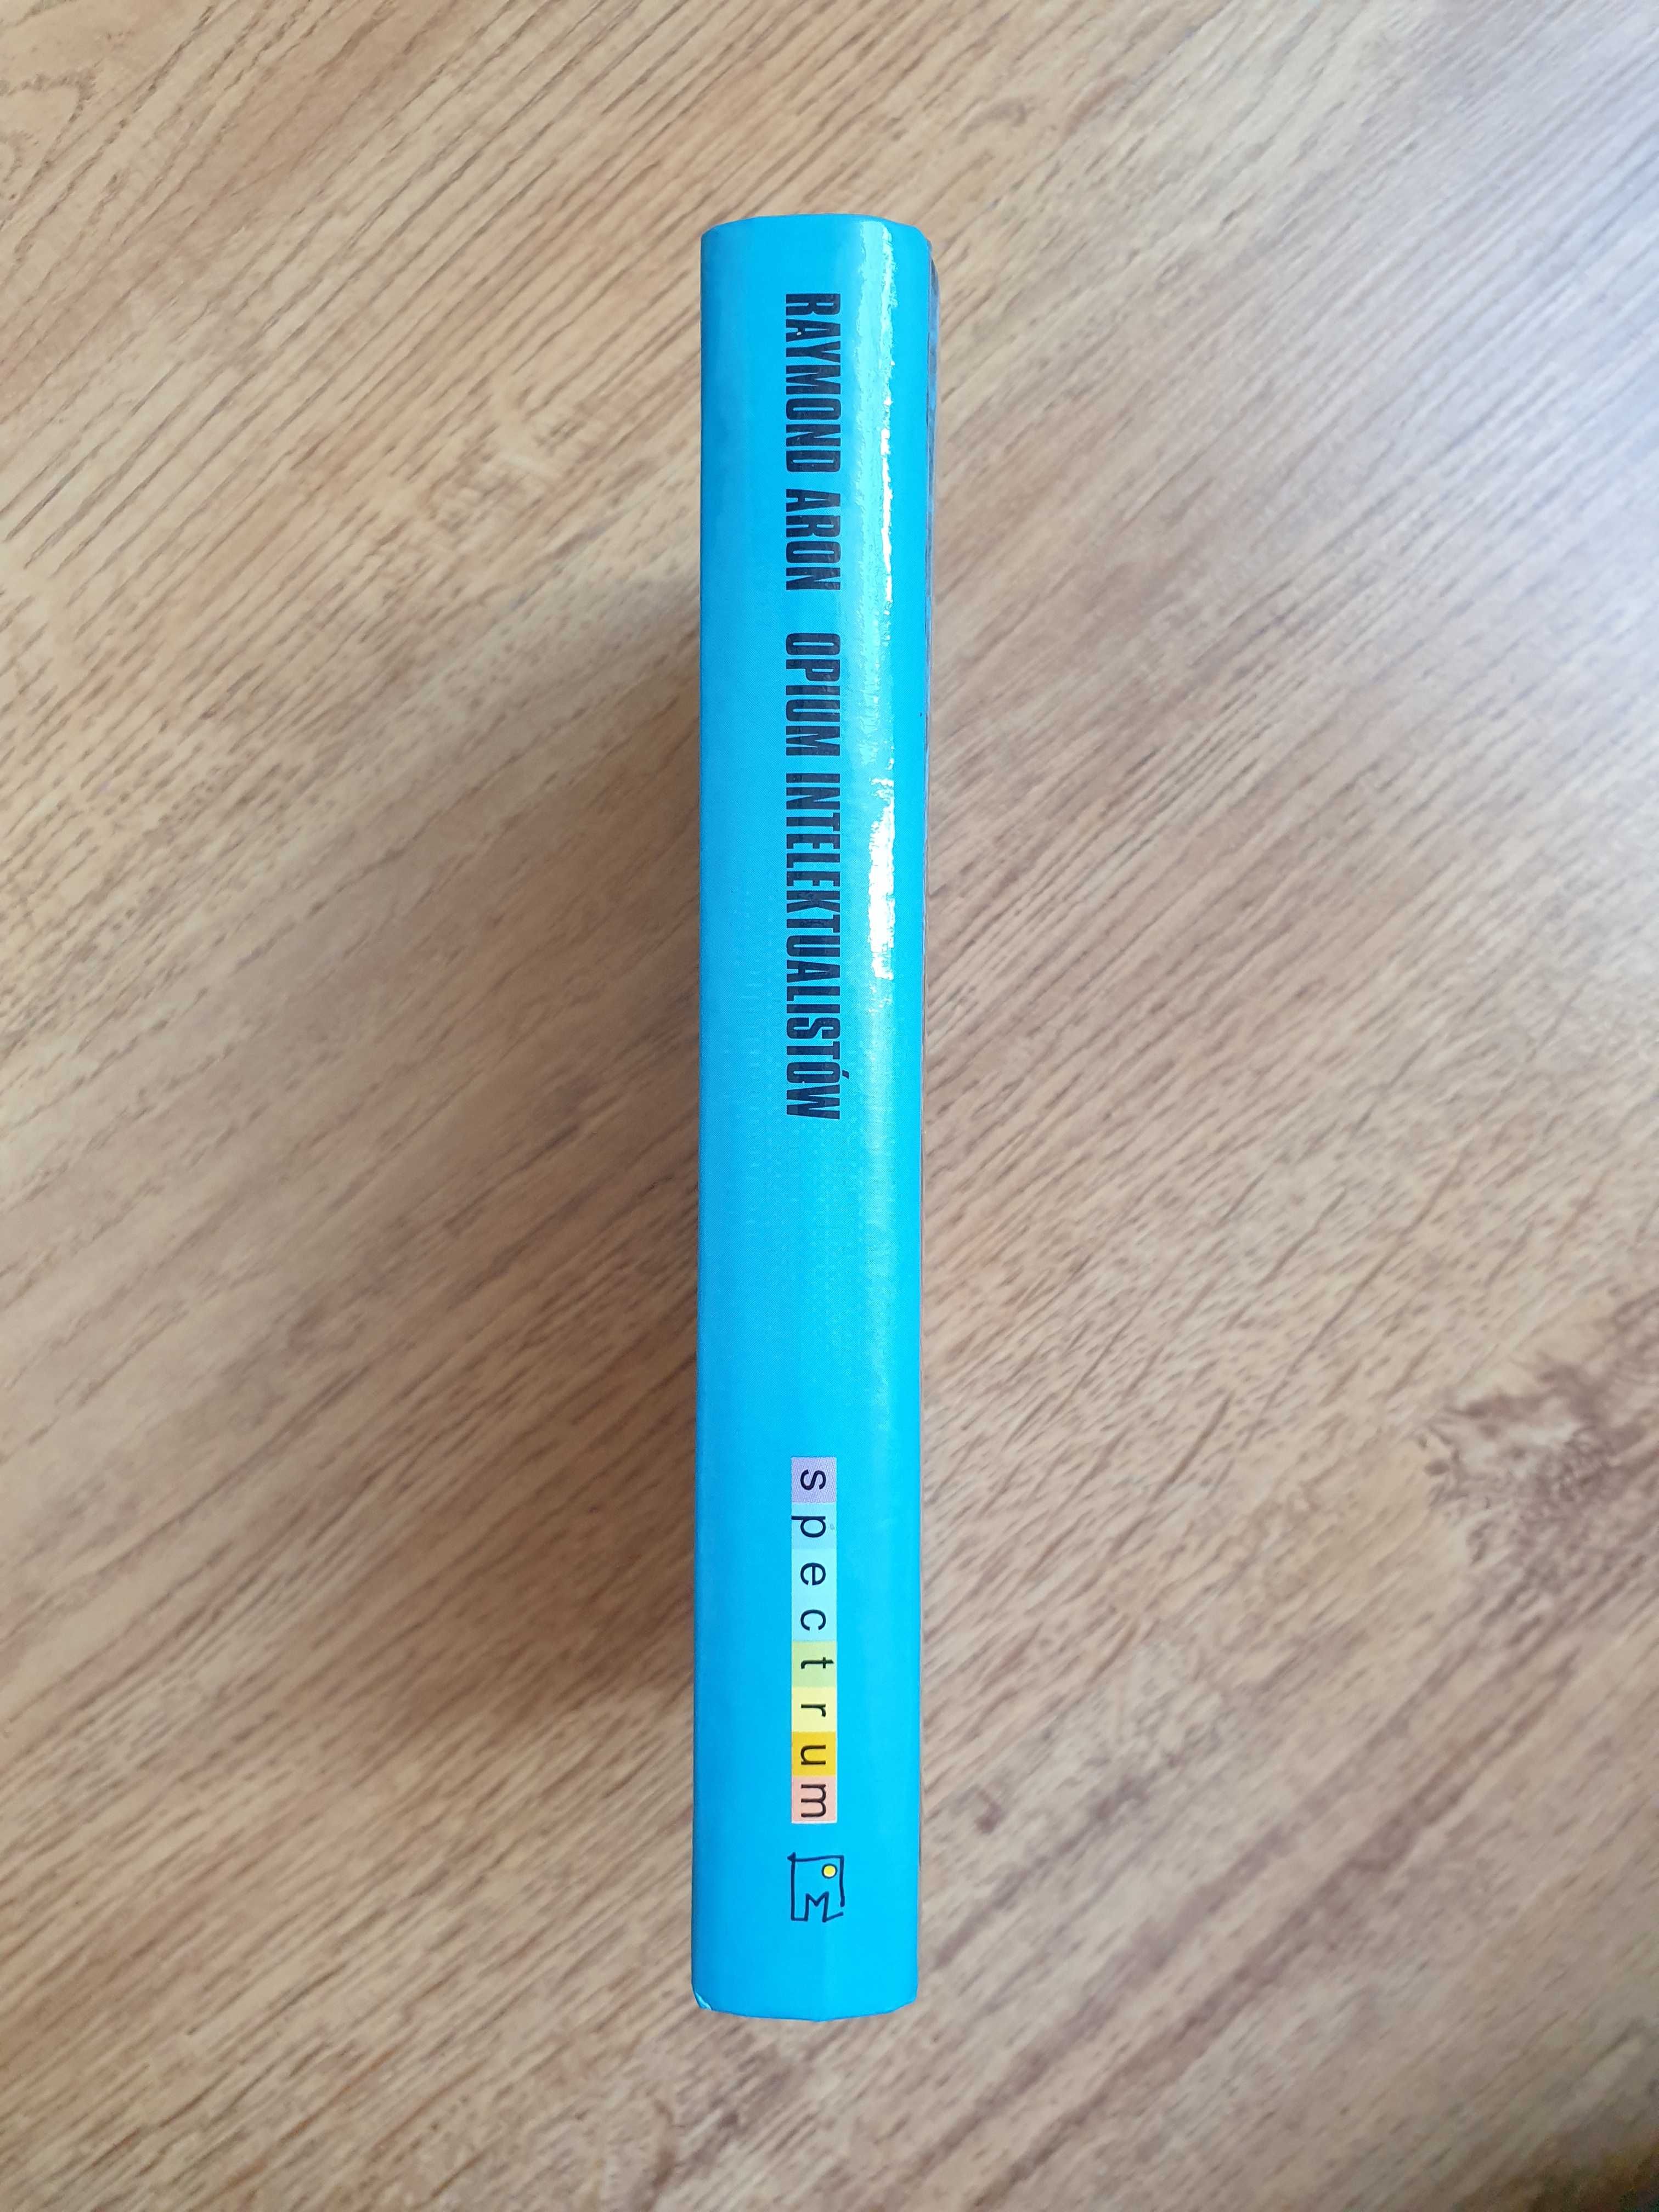 RAYMOND ARON OPIUM INTELEKTUALISTÓW
spectrum